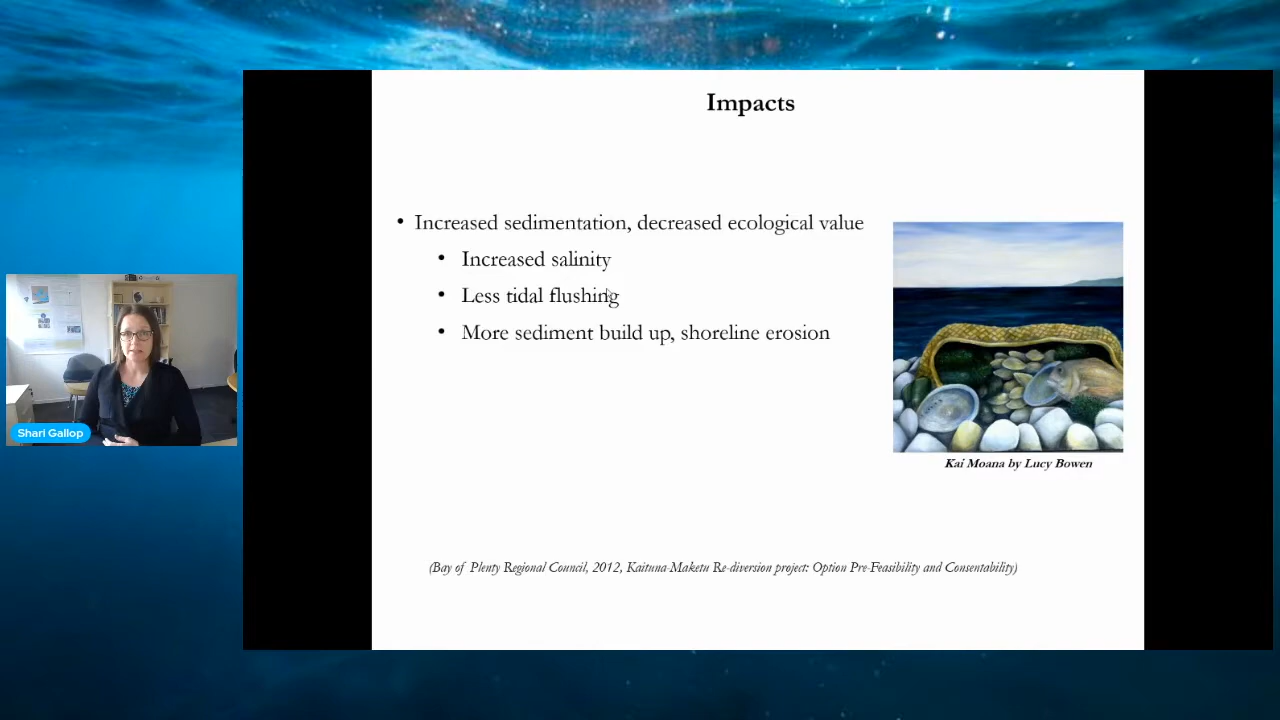 Impacts
• Increased sedimentation, decreased ecological value
• Increased salinity
• Less tidal flushing
• More sediment build up, shoreline erosion
Kai Moana by Lucy Bowen
(Bay of Plenty Regional Council, 2012, Kaituna-Maketu Re-diversion project: Option Pre-Feasibility and Consentability)
Shari Gallop